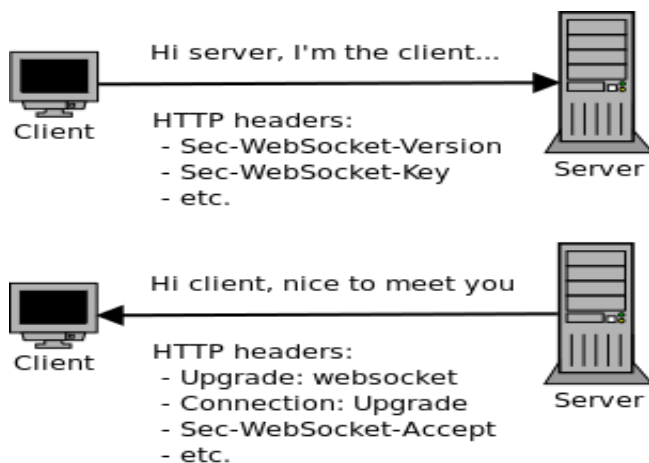 Hi server, I'm the client...
Client
HTTP headers:
- Sec-WebSocket-Version
- Sec-WebSocket-Key
- etc.
Server
Hi client, nice to meet you
Client
HTTP headers:
- Upgrade: websocket
- Connection: Upgrade
- Sec-WebSocket-Accept
- etc.
Server